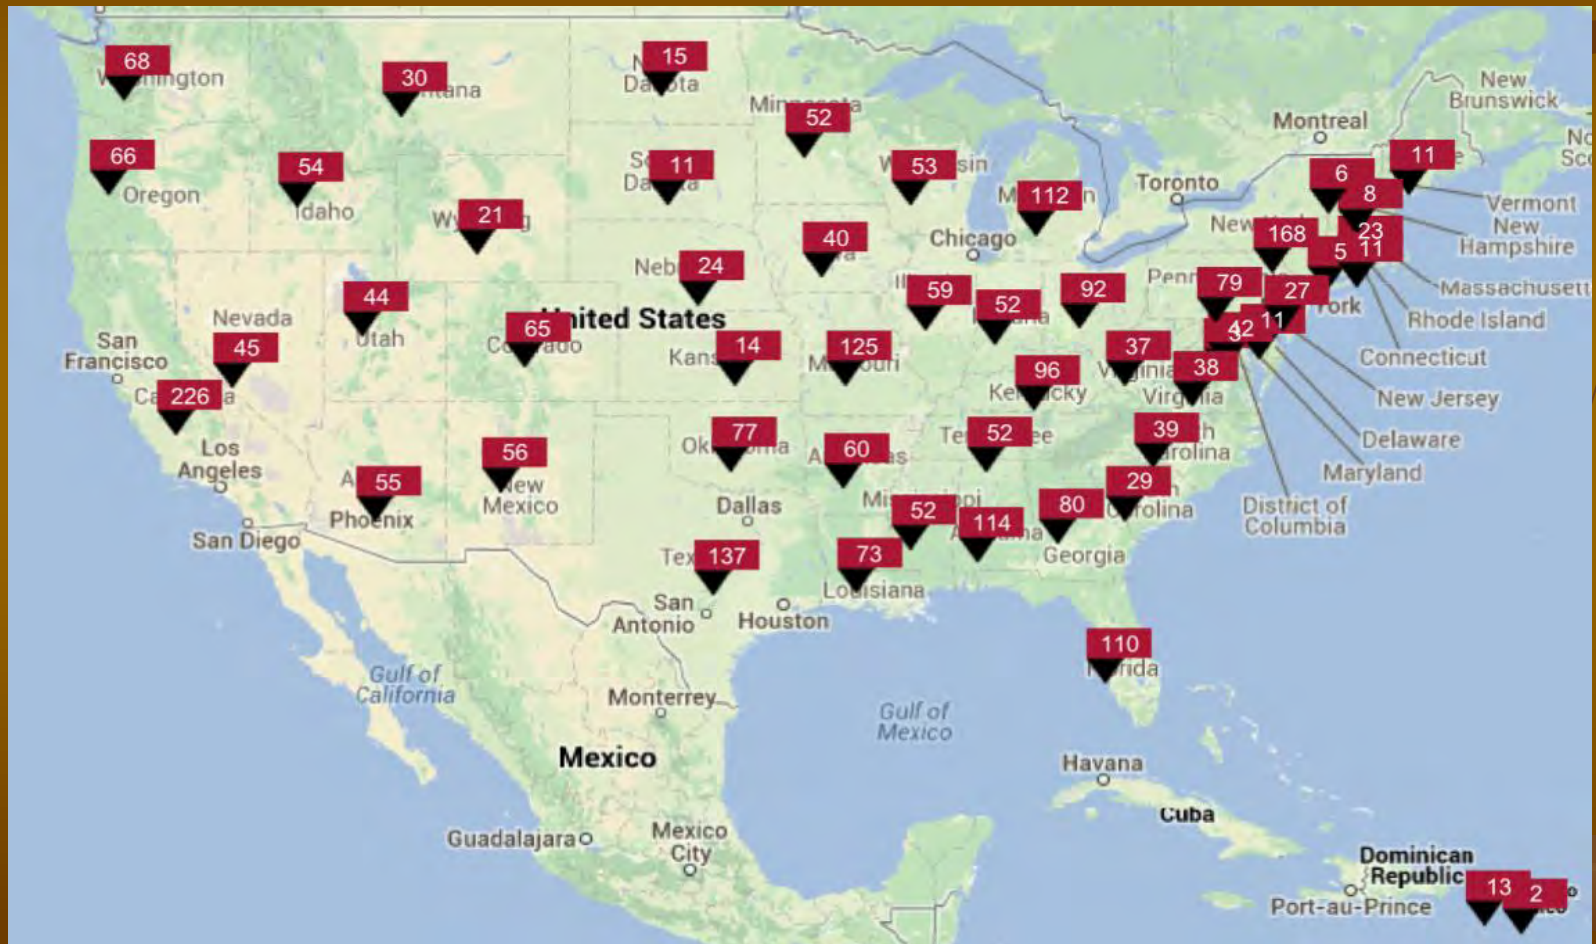 68
Washington
30
15
Dakota
Minnesota
52
New
Brunswick
Montreal
66
Oregon
54
Idaho
11
53
112
Toronto
6
11
8
Vermont
New
Hampshire
21
40
Chicago
168
23
5
11
Massachusett
24
59
52
92
79
27
Rhode Island
Connecticut
44
Utah
Nevada
San
Francisco
45
65
United States
14
125
96
37
38
Virginia
42
11
New Jersey
Delaware
Maryland
District of
Columbia
226
Los
Angeles
San Diego
55
Phoenix
56
New
Mexico
77
60
52
39
29
Dallas
52
114
80
Georgia
137
73
Louisiana
San
Antonio
Houston
110
Gulf of
California
Monterrey
Gulf of
Mexico
Mexico
Havana
Cuba
Guadalajara
Mexico
City
Dominican
Republic
Port-au-Prince
13
2